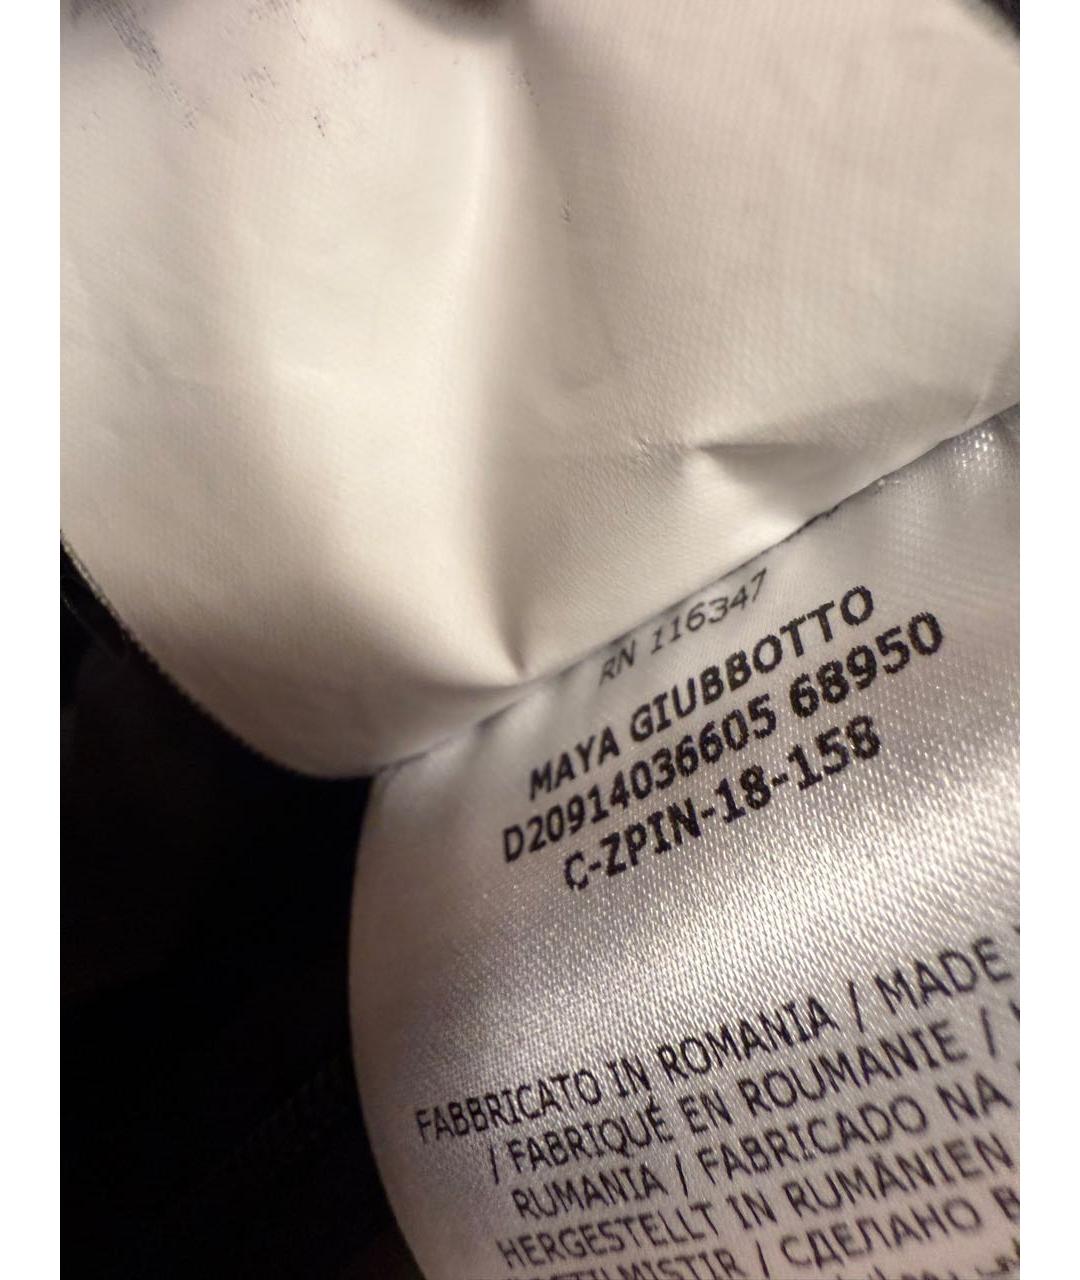 RN 116347
MAYA GIUBBOTTO
D20914036605 68950
C-ZPIN-18-158
FABBRICATO IN ROMANIA / MADE
/ FABRIQUÉ EN ROUMANIE /
RUMANIA / FABRICADO NA
HERGESTELLT IN RUMÄNIEN
/ СДЕЛАНО В